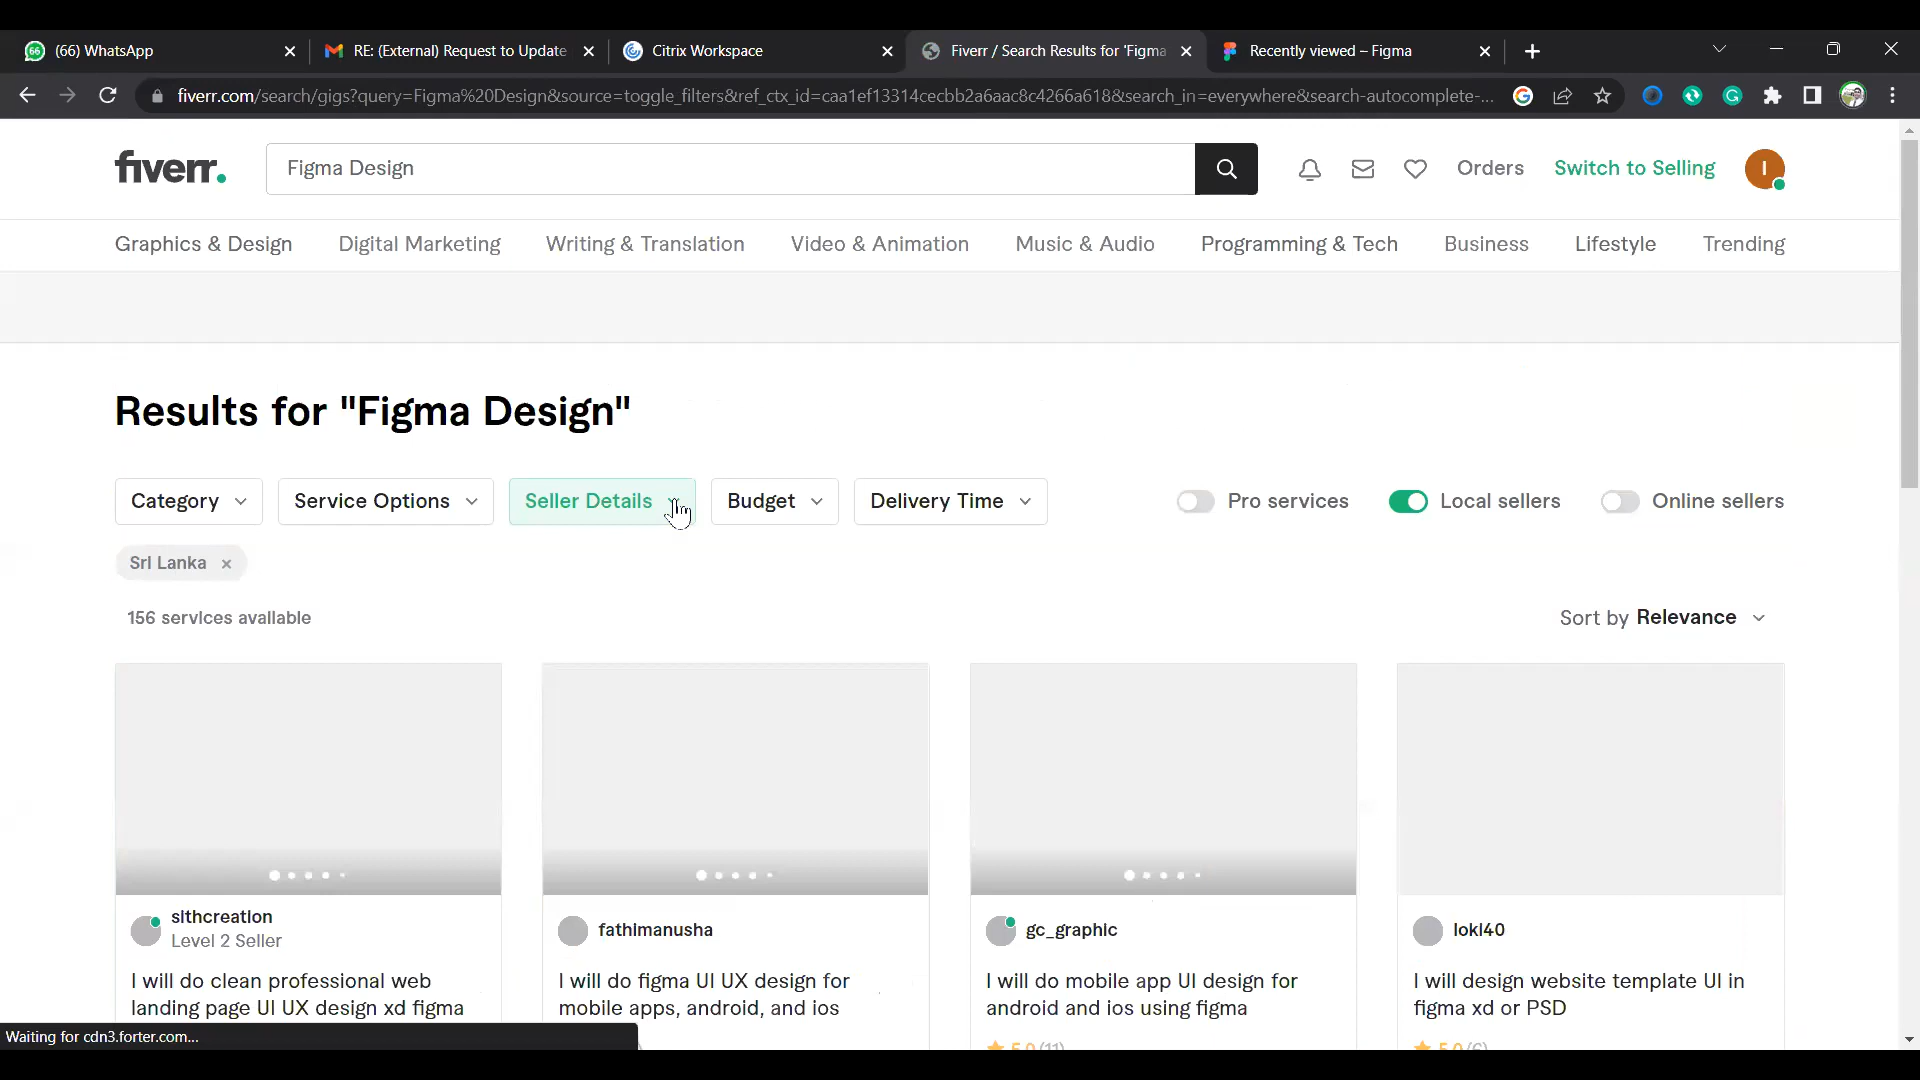 66
(66) WhatsApp
RE: (External) Request to Update
Citrix Workspace
Fiverr / Search Results for 'Figma
Recently viewed – Figma
fiverr.com/search/gigs?query=Figma%20Design&source=toggle_filters&ref_ctx_id=caa1ef13314cecbb2a6aac8c4266a618&search_in=everywhere&search-autocomplete-...
fiverr.
Figma Design
Orders
Switch to Selling
I
Graphics & Design
Digital Marketing
Writing & Translation
Video & Animation
Music & Audio
Programming & Tech
Business
Lifestyle
Trending
Results for "Figma Design"
Category
Service Options
Seller Details
Budget
Delivery Time
Pro services
Local sellers
Online sellers
Sri Lanka ×
156 services available
Sort by Relevance
sithcreation
Level 2 Seller
I will do clean professional web
landing page UI UX design xd figma
fathimanusha
I will do figma UI UX design for
mobile apps, android, and ios
gc_graphic
I will do mobile app UI design for
android and ios using figma
5.0 (11)
loki40
I will design website template UI in
figma xd or PSD
5.0 (6)
Waiting for cdn3.forter.com...